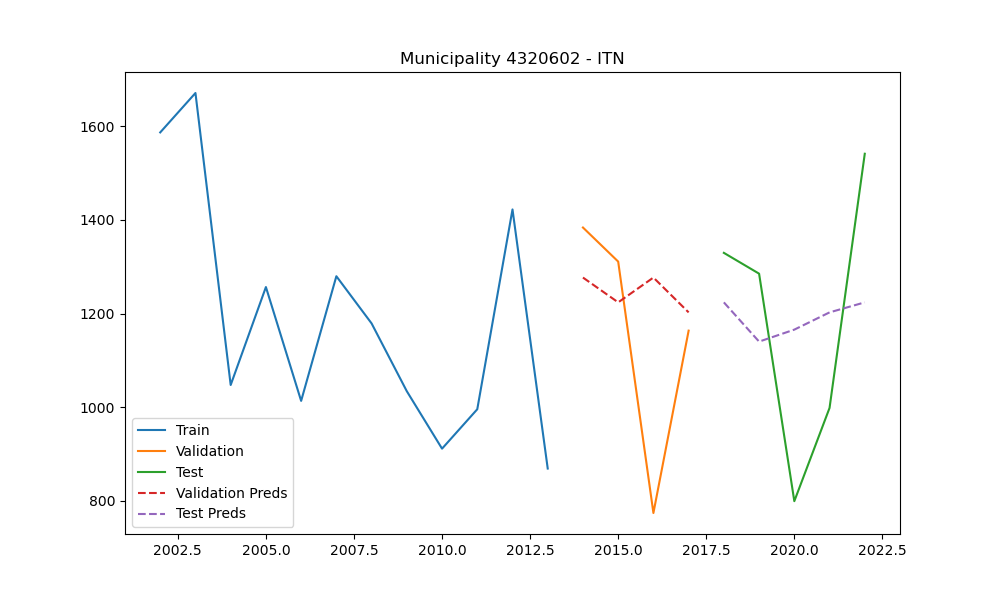 Municipality 4320602 - ITN
1600
1400
1200
1000
800
Train
Validation
Test
Validation Preds
Test Preds
2002.5 2005.0 2007.5 2010.0 2012.5 2015.0 2017.5 2020.0 2022.5